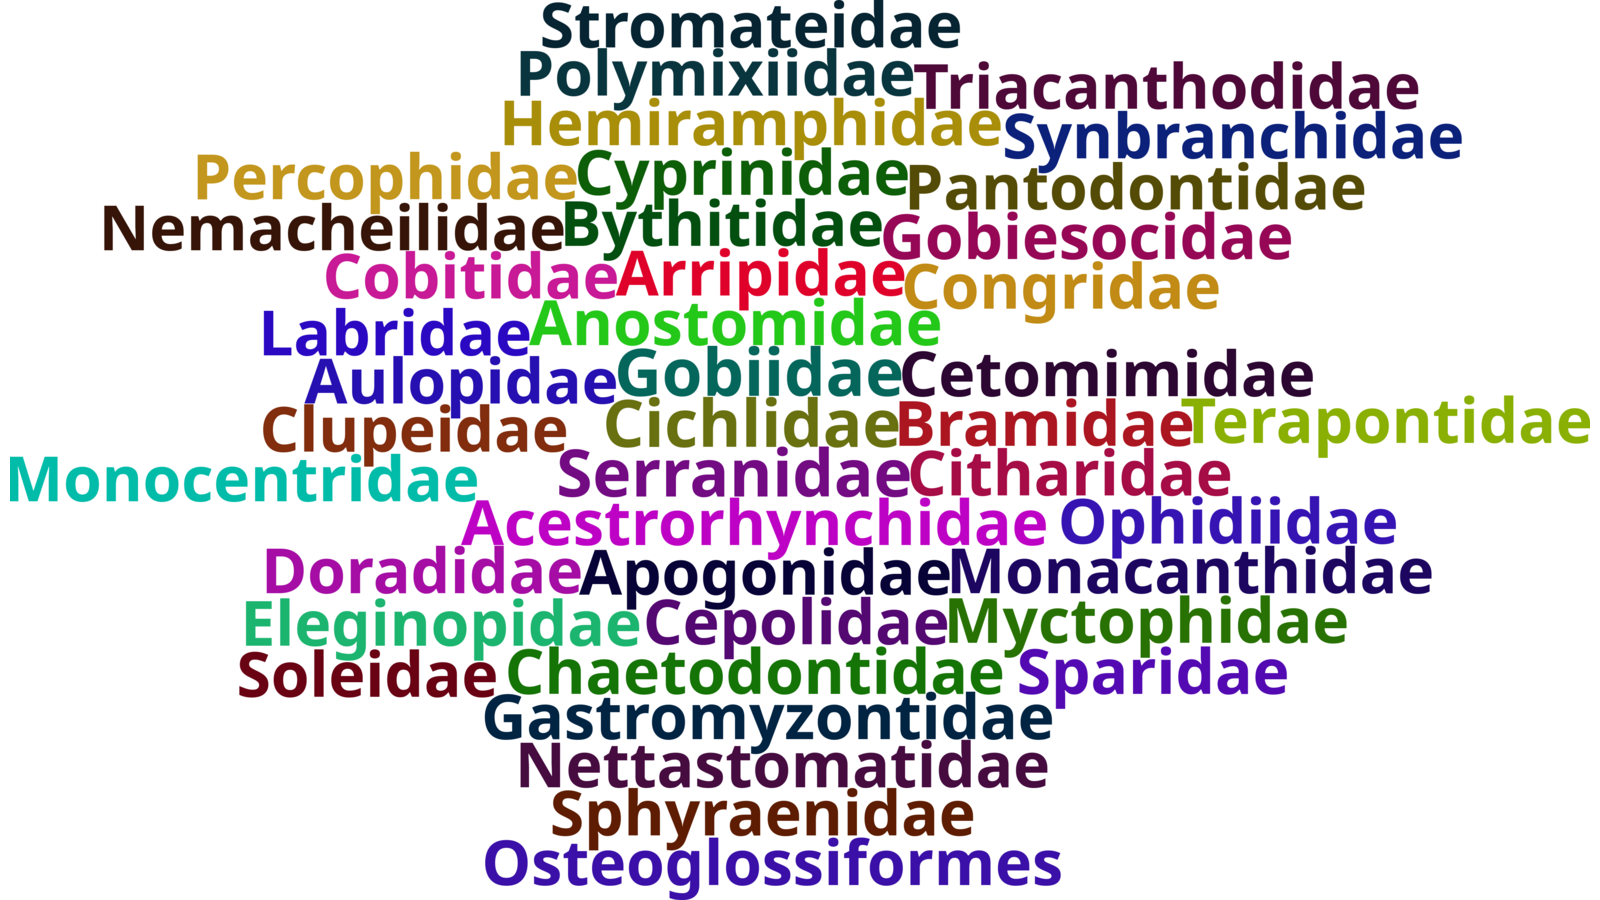 Stromateidae
Polymixiidae Triacanthodidae
Hemiramphidae Synbranchidae
Percophidae Cyprinidae Pantodontidae
Nemacheilidae Bythitidae Gobiesocidae
Cobitidae Arripidae Congridae
Labridae Anostomidae
Aulopidae Gobiidae Cetomimidae
Clupeidae Cichlidae Bramidae Terapontidae
Monocentridae Serranidae Citharidae
Acestrorhynchidae Ophidiidae
Doradidae Apogonidae Monacanthidae
Eleginopidae Cepolidae Myctophidae
Soleidae Chaetodontidae Sparidae
Gastromyzontidae
Nettastomatidae
Sphyraenidae
Osteoglossiformes